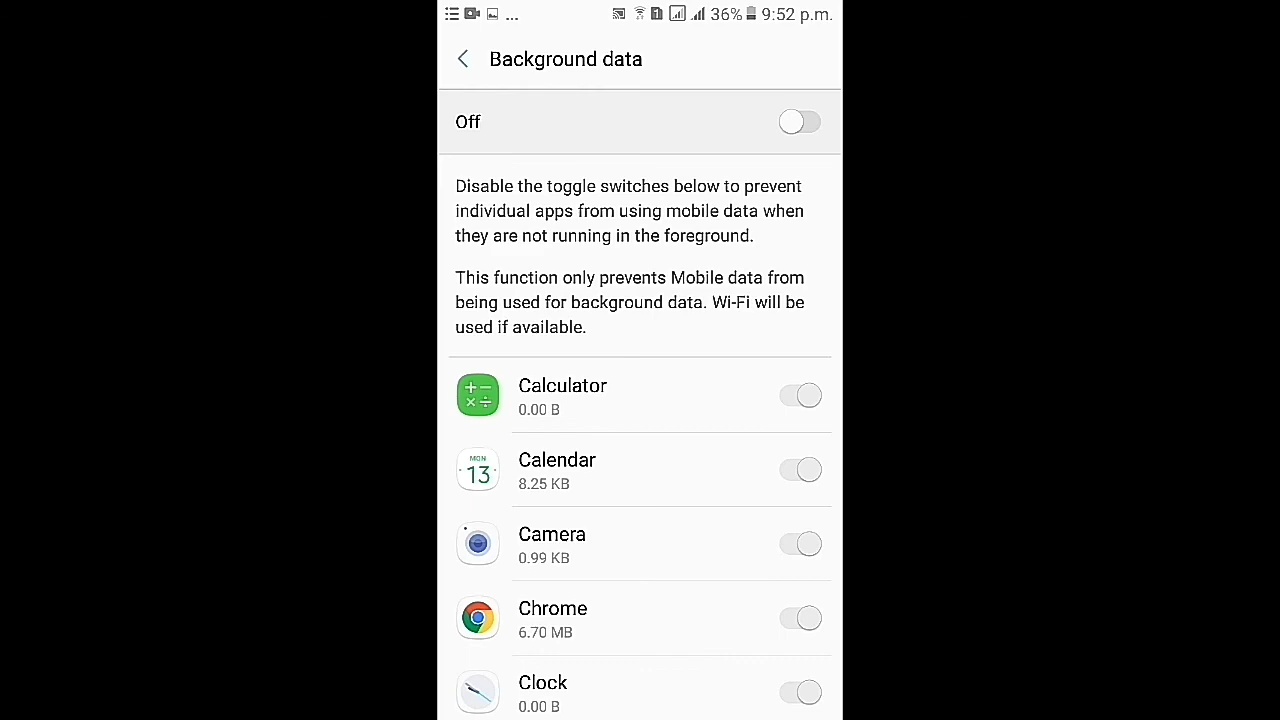 ... 36% 9:52 p.m.
Background data
Off
Disable the toggle switches below to prevent
individual apps from using mobile data when
they are not running in the foreground.
This function only prevents Mobile data from
being used for background data. Wi-Fi will be
used if available.
Calculator
0.00 B
MON
13
Calendar
8.25 KB
Camera
0.99 KB
Chrome
6.70 MB
Clock
0.00 B